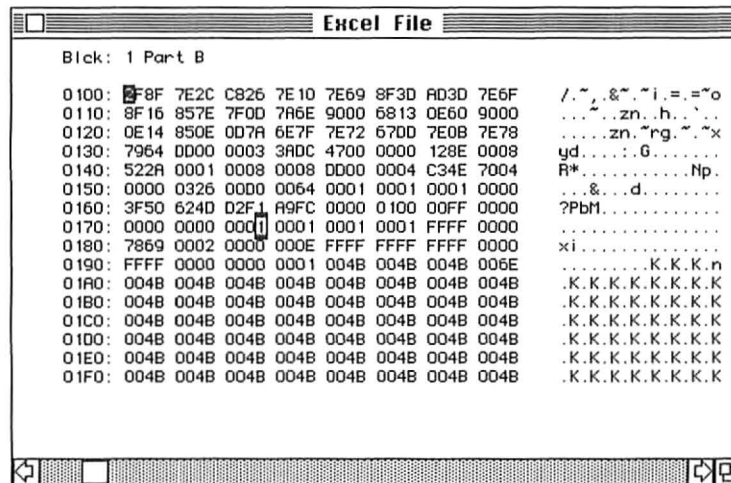 Excel File
Blck: 1 Part B
0100: 2F8F 7E2C C826 7E10 7E69 8F3D AD3D 7E6F /.~,.&~.~i.=.=~o
0110: 8F16 857E 7F0D 7A6E 9000 6813 0E60 9000 ...~..zn..h..`..
0120: 0E14 850E 0D7A 6E7F 7E72 670D 7E0B 7E78 .....zn.~rg.~.~x
0130: 7964 DD00 0003 3ADC 4700 0000 128E 0008 yd....:.G.......
0140: 522A 0001 0008 0008 DD00 0004 C34E 7004 R*...........Np.
0150: 0000 0326 00D0 0064 0001 0001 0001 0000 ...&...d........
0160: 3F50 624D D2F1 A9FC 0000 0100 00FF 0000 ?PbM............
0170: 0000 0000 0001 0001 0001 0001 FFFF 0000 ................
0180: 7869 0002 0000 000E FFFF FFFF FFFF 0000 xi..............
0190: FFFF 0000 0000 0001 004B 004B 004B 006E .........K.K.K.n
01A0: 004B 004B 004B 004B 004B 004B 004B 004B .K.K.K.K.K.K.K.K
01B0: 004B 004B 004B 004B 004B 004B 004B 004B .K.K.K.K.K.K.K.K
01C0: 004B 004B 004B 004B 004B 004B 004B 004B .K.K.K.K.K.K.K.K
01D0: 004B 004B 004B 004B 004B 004B 004B 004B .K.K.K.K.K.K.K.K
01E0: 004B 004B 004B 004B 004B 004B 004B 004B .K.K.K.K.K.K.K.K
01F0: 004B 004B 004B 004B 004B 004B 004B 004B .K.K.K.K.K.K.K.K